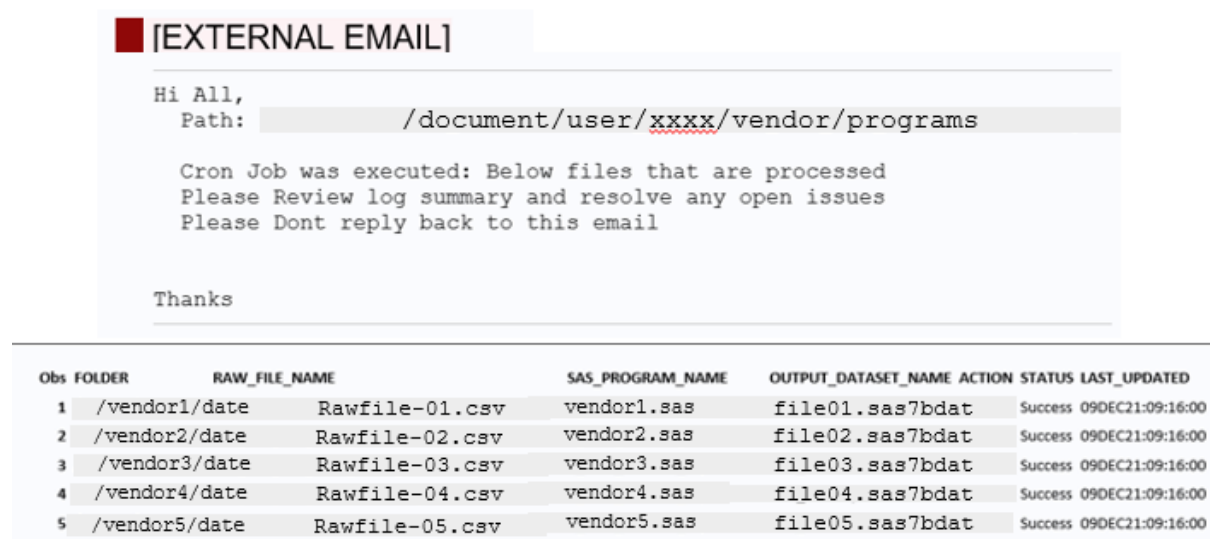 [EXTERNAL EMAIL]
Hi All,
Path: /document/user/xxxx/vendor/programs
Cron Job was executed: Below files that are processed
Please Review log summary and resolve any open issues
Please Dont reply back to this email
Thanks
Obs FOLDER RAW_FILE_NAME SAS_PROGRAM_NAME OUTPUT_DATASET_NAME ACTION STATUS LAST_UPDATED
1 /vendor1/date Rawfile-01.csv vendor1.sas file01.sas7bdat Success 09DEC21:09:16:00
2 /vendor2/date Rawfile-02.csv vendor2.sas file02.sas7bdat Success 09DEC21:09:16:00
3 /vendor3/date Rawfile-03.csv vendor3.sas file03.sas7bdat Success 09DEC21:09:16:00
4 /vendor4/date Rawfile-04.csv vendor4.sas file04.sas7bdat Success 09DEC21:09:16:00
5 /vendor5/date Rawfile-05.csv vendor5.sas file05.sas7bdat Success 09DEC21:09:16:00